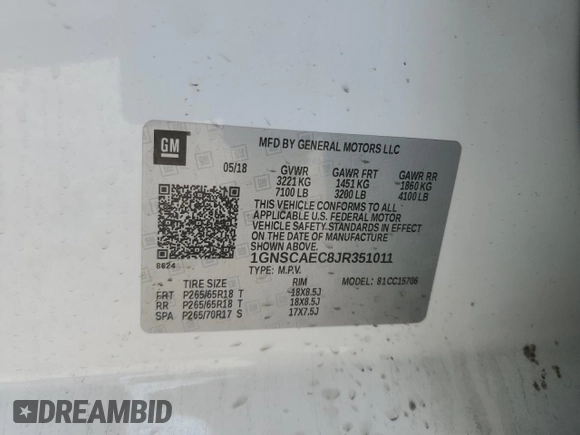 GM
MFD BY GENERAL MOTORS LLC
05/18 GVWR GAWR FRT GAWR RR
3221 KG 1451 KG 1860 KG
7100 LB 3200 LB 4100 LB
THIS VEHICLE CONFORMS TO ALL
APPLICABLE U.S. FEDERAL MOTOR
VEHICLE SAFETY STANDARDS IN EFFECT
ON THE DATE OF MANUFACTURE
SHOWN ABOVE.
1GNSCAEC8JR351011
8624
TYPE: M.P.V. MODEL: 81CC15706
TIRE SIZE RIM
FRT P265/65R18 T 18X8.5J
RR P265/65R18 T 18X8.5J
SPA P265/70R17 S 17X7.5J
DREAMBID